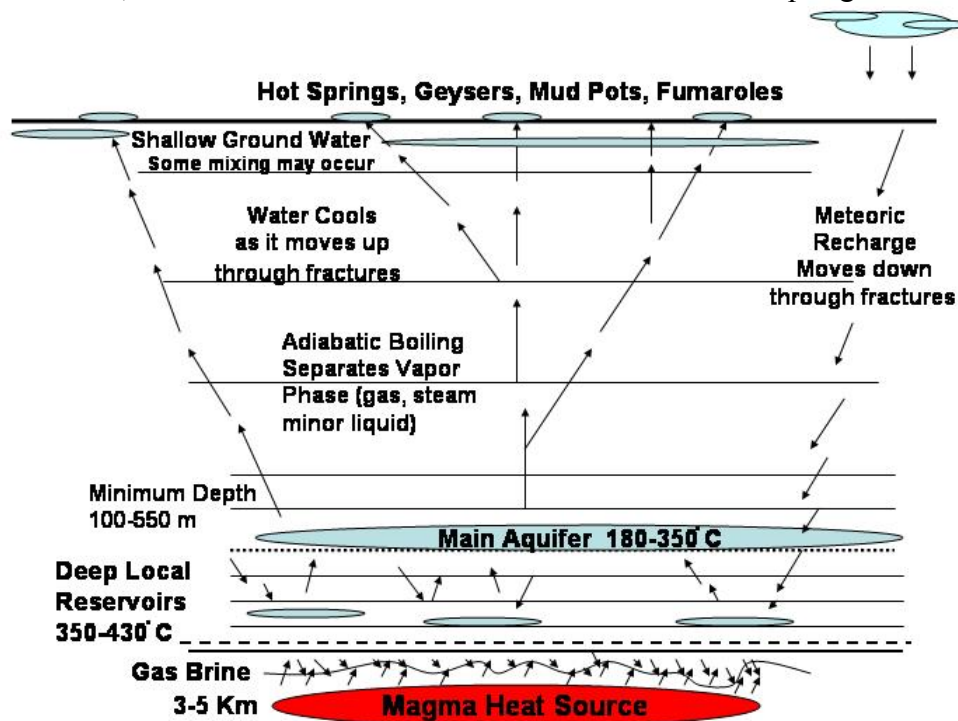 Hot Springs, Geysers, Mud Pots, Fumaroles
Shallow Ground Water
Some mixing may occur
Water Cools
as it moves up
through fractures
Meteoric
Recharge
Moves down
through fractures
Adiabatic Boiling
Separates Vapor
Phase (gas, steam
minor liquid)
Minimum Depth
100-550 m
Main Aquifer 180-350°C
Deep Local
Reservoirs
350-430°C
Gas Brine
3-5 Km
Magma Heat Source